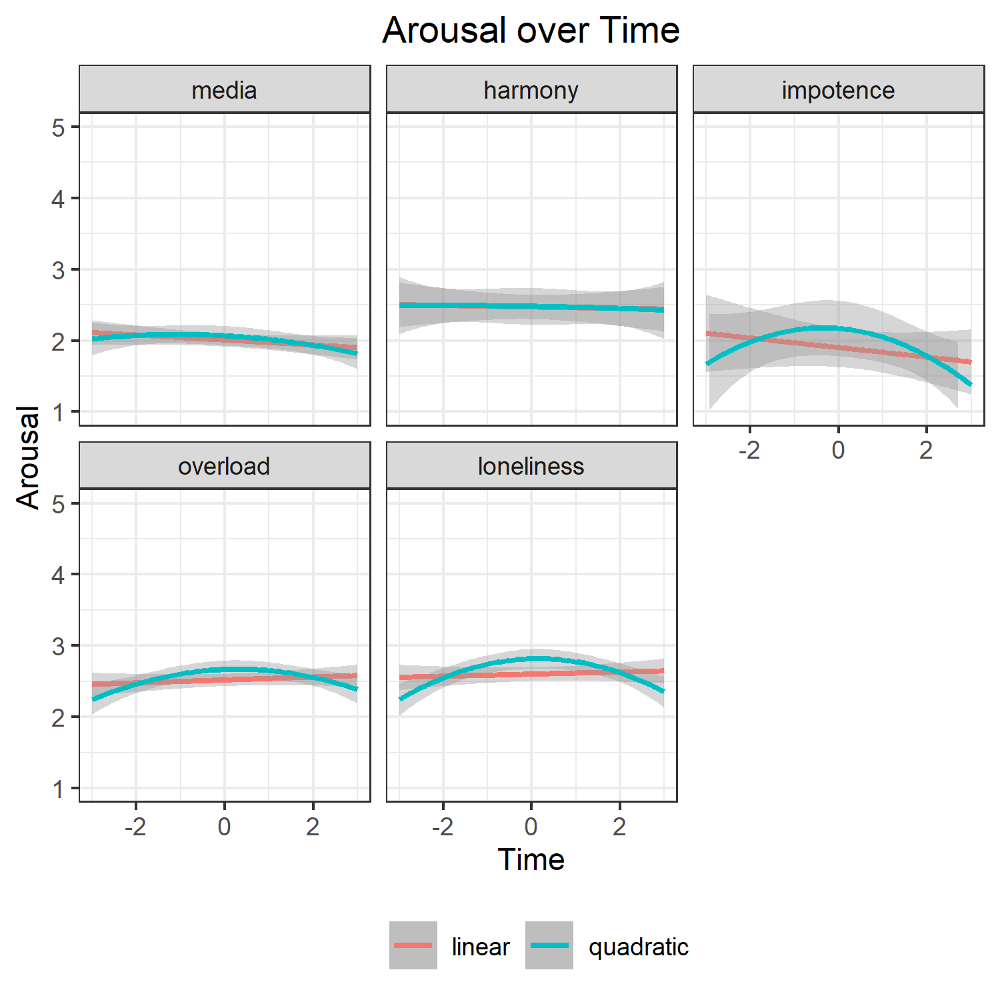 Arousal over Time
media
harmony
impotence
5
4
3
2
1
-2 0 2
Arousal
overload
loneliness
5
4
3
2
1
-2 0 2
-2 0 2
Time
linear
quadratic